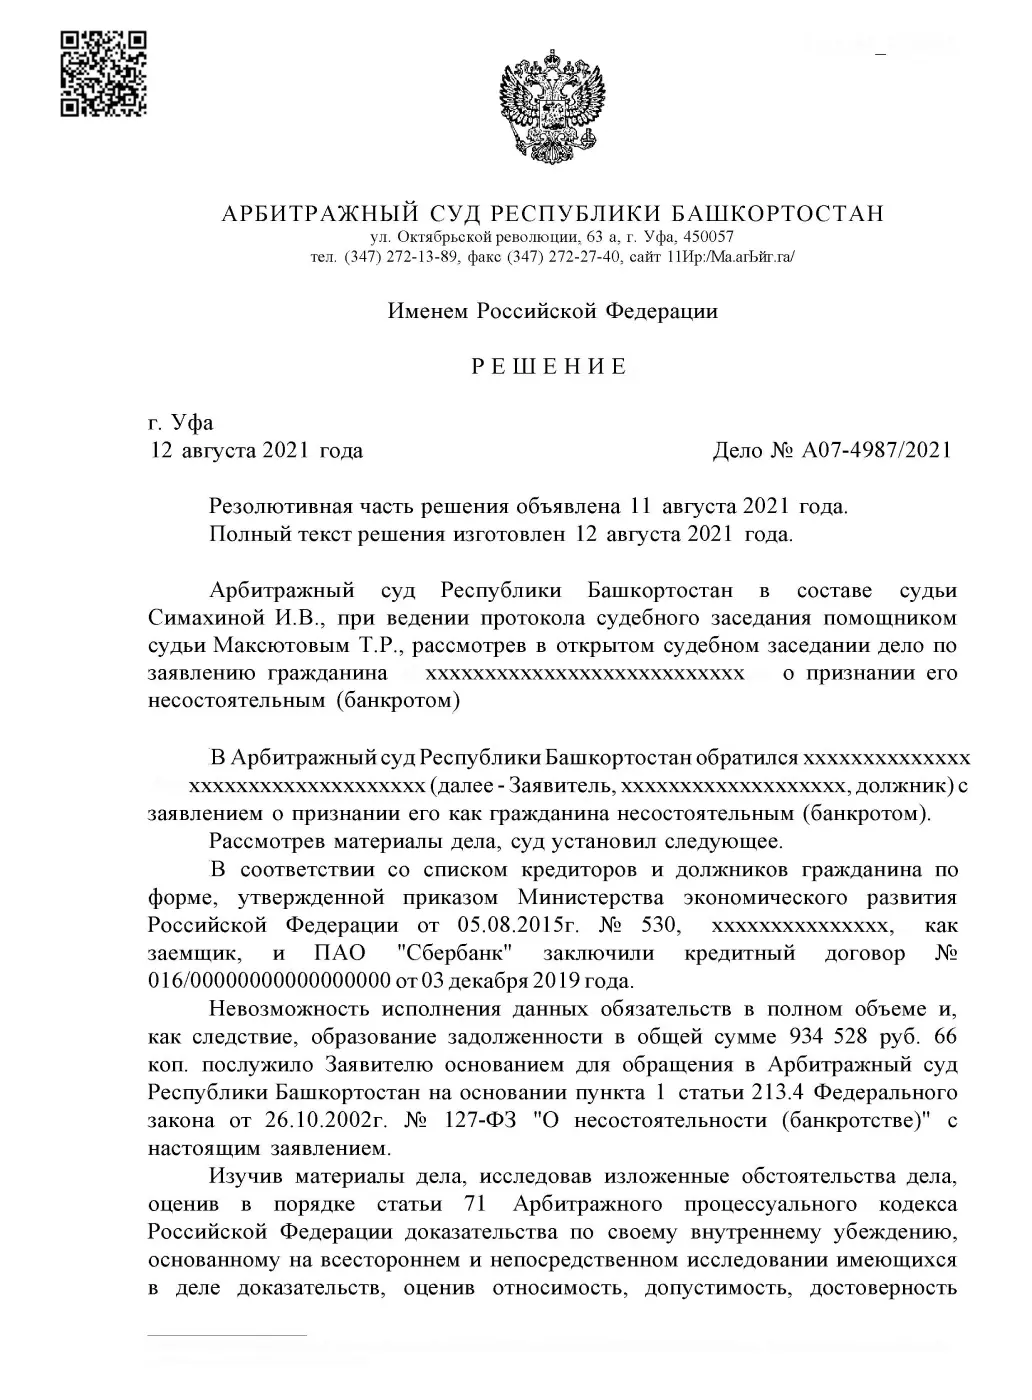 АРБИТРАЖНЫЙ СУД РЕСПУБЛИКИ БАШКОРТОСТАН
ул. Октябрьской революции, 63 а, г. Уфа, 450057
тел. (347) 272-13-89, факс (347) 272-27-40, сайт 11Ир:/Ма.агЬйг.га/
Именем Российской Федерации
Р Е Ш Е Н И Е
г. Уфа
12 августа 2021 года Дело № А07-4987/2021
Резолютивная часть решения объявлена 11 августа 2021 года.
Полный текст решения изготовлен 12 августа 2021 года.
Арбитражный суд Республики Башкортостан в составе судьи
Симахиной И.В., при ведении протокола судебного заседания помощником
судьи Максютовым Т.Р., рассмотрев в открытом судебном заседании дело по
заявлению гражданина ххххххххххххххххххххххххххх о признании его
несостоятельным (банкротом)
В Арбитражный суд Республики Башкортостан обратился хххххххххххххх
хххххххххххххххххххх (далее - Заявитель, ххххххххххххххххххх, должник) с
заявлением о признании его как гражданина несостоятельным (банкротом).
Рассмотрев материалы дела, суд установил следующее.
В соответствии со списком кредиторов и должников гражданина по
форме, утвержденной приказом Министерства экономического развития
Российской Федерации от 05.08.2015г. № 530, ххххххххххххххх, как
заемщик, и ПАО "Сбербанк" заключили кредитный договор №
016/00000000000000000 от 03 декабря 2019 года.
Невозможность исполнения данных обязательств в полном объеме и,
как следствие, образование задолженности в общей сумме 934 528 руб. 66
коп. послужило Заявителю основанием для обращения в Арбитражный суд
Республики Башкортостан на основании пункта 1 статьи 213.4 Федерального
закона от 26.10.2002г. № 127-ФЗ "О несостоятельности (банкротстве)" с
настоящим заявлением.
Изучив материалы дела, исследовав изложенные обстоятельства дела,
оценив в порядке статьи 71 Арбитражного процессуального кодекса
Российской Федерации доказательства по своему внутреннему убеждению,
основанному на всестороннем и непосредственном исследовании имеющихся
в деле доказательств, оценив относимость, допустимость, достоверность